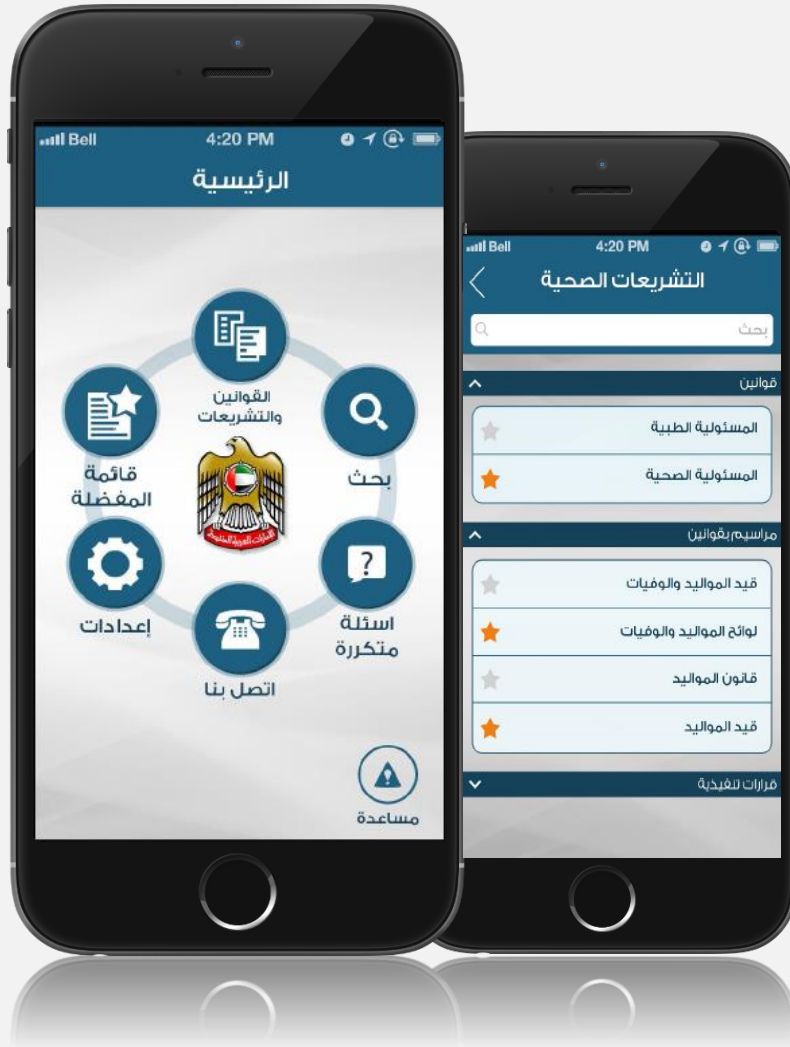 Bell 4:20 PM
الرئيسية
القوانين
والتشريعات
بحث
قائمة
المفضلة
?
اسئلة
متكررة
إعدادات
اتصل بنا
مساعدة
Bell 4:20 PM
التشريعات الصحية
بحث
قوانين
المسئولية الطبية
المسئولية الصحية
مراسيم بقوانين
قيد المواليد والوفيات
لوائح المواليد والوفيات
قانون المواليد
قيد المواليد
قرارات تنفيذية